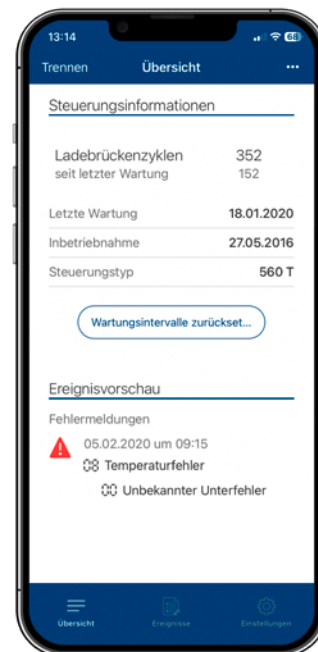 13:14
68
Trennen Übersicht ...
Steuerungsinformationen
Ladebrückenzyklen 352
seit letzter Wartung 152
Letzte Wartung 18.01.2020
Inbetriebnahme 27.05.2016
Steuerungstyp 560 T
Wartungsintervalle zurückset...
Ereignisvorschau
Fehlermeldungen
05.02.2020 um 09:15
08 Temperaturfehler
00 Unbekannter Unterfehler
Übersicht Ereignisse Einstellungen